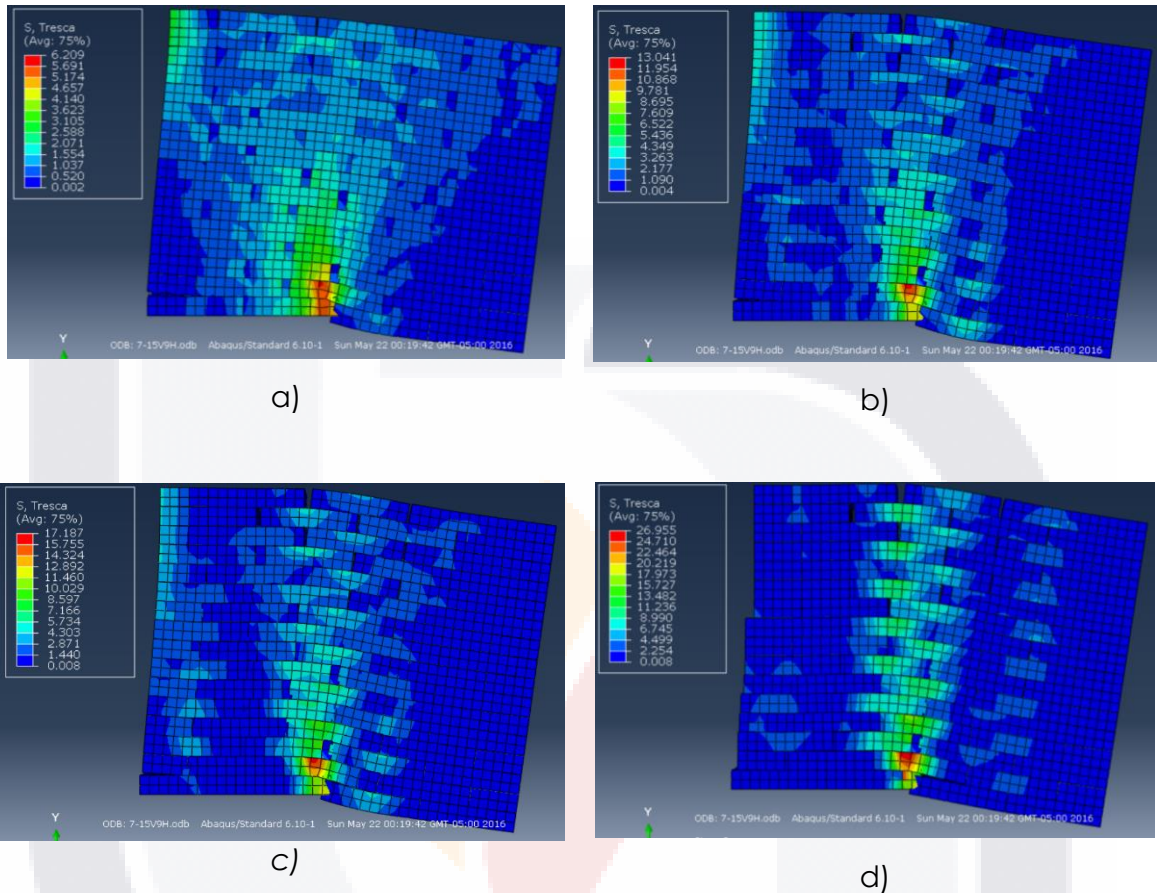 S, Tresca
(Avg: 75%)
6.209
5.691
5.174
4.657
4.140
3.623
3.105
2.588
2.071
1.554
1.037
0.520
0.002
Y
ODB: 7-15V9H.odb Abaqus/Standard 6.10-1 Sun May 22 00:19:42 GMT-05:00 2016
a)
S, Tresca
(Avg: 75%)
13.041
11.954
10.868
9.781
8.695
7.609
6.522
5.436
4.349
3.263
2.177
1.090
0.004
Y
ODB: 7-15V9H.odb Abaqus/Standard 6.10-1 Sun May 22 00:19:42 GMT-05:00 2016
b)
S, Tresca
(Avg: 75%)
17.187
15.755
14.324
12.892
11.460
10.029
8.597
7.166
5.734
4.303
2.871
1.440
0.008
Y
ODB: 7-15V9H.odb Abaqus/Standard 6.10-1 Sun May 22 00:19:42 GMT-05:00 2016
c)
S, Tresca
(Avg: 75%)
26.955
24.710
22.464
20.219
17.973
15.727
13.482
11.236
8.990
6.745
4.499
2.254
0.008
Y
ODB: 7-15V9H.odb Abaqus/Standard 6.10-1 Sun May 22 00:19:42 GMT-05:00 2016
d)